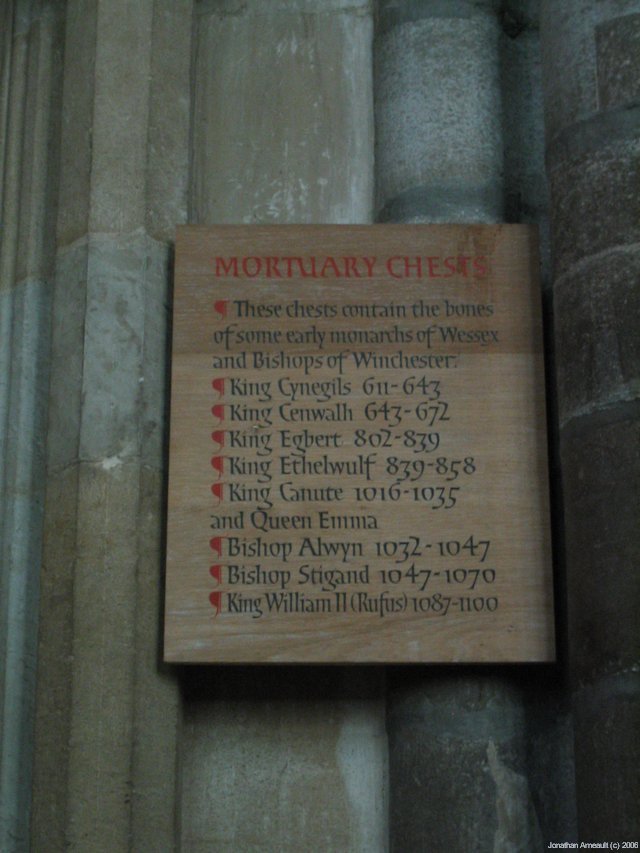 MORTUARY CHESTS
¶ These chests contain the bones
of some early monarchs of Wessex
and Bishops of Winchester:
¶ King Cynegils 611-643
¶ King Cenwalh 643-672
¶ King Egbert 802-839
¶ King Ethelwulf 839-858
¶ King Canute 1016-1035
and Queen Emma
¶ Bishop Alwyn 1032-1047
¶ Bishop Stigand 1047-1070
¶ King William II (Rufus) 1087-1100
Jonathan Arneault (c) 2006